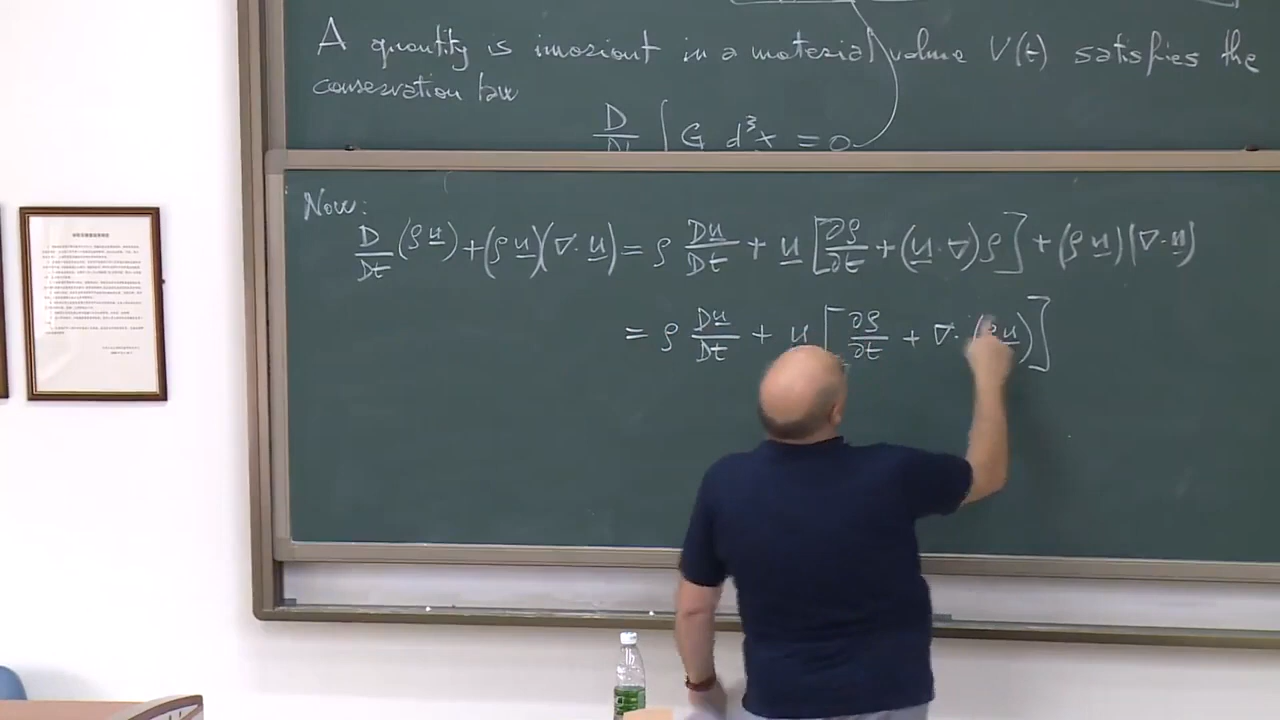 A quantity is invariant in a material volume V(t) satisfies the
conservation law
D/Dt ∫ G d³x = 0
Now:
D/Dt (ρu) + (ρu)(∇·u) = ρ Du/Dt + u[∂ρ/∂t + (u·∇)ρ] + (ρu)(∇·u)
= ρ Du/Dt + u[∂ρ/∂t + ∇·(ρu)]